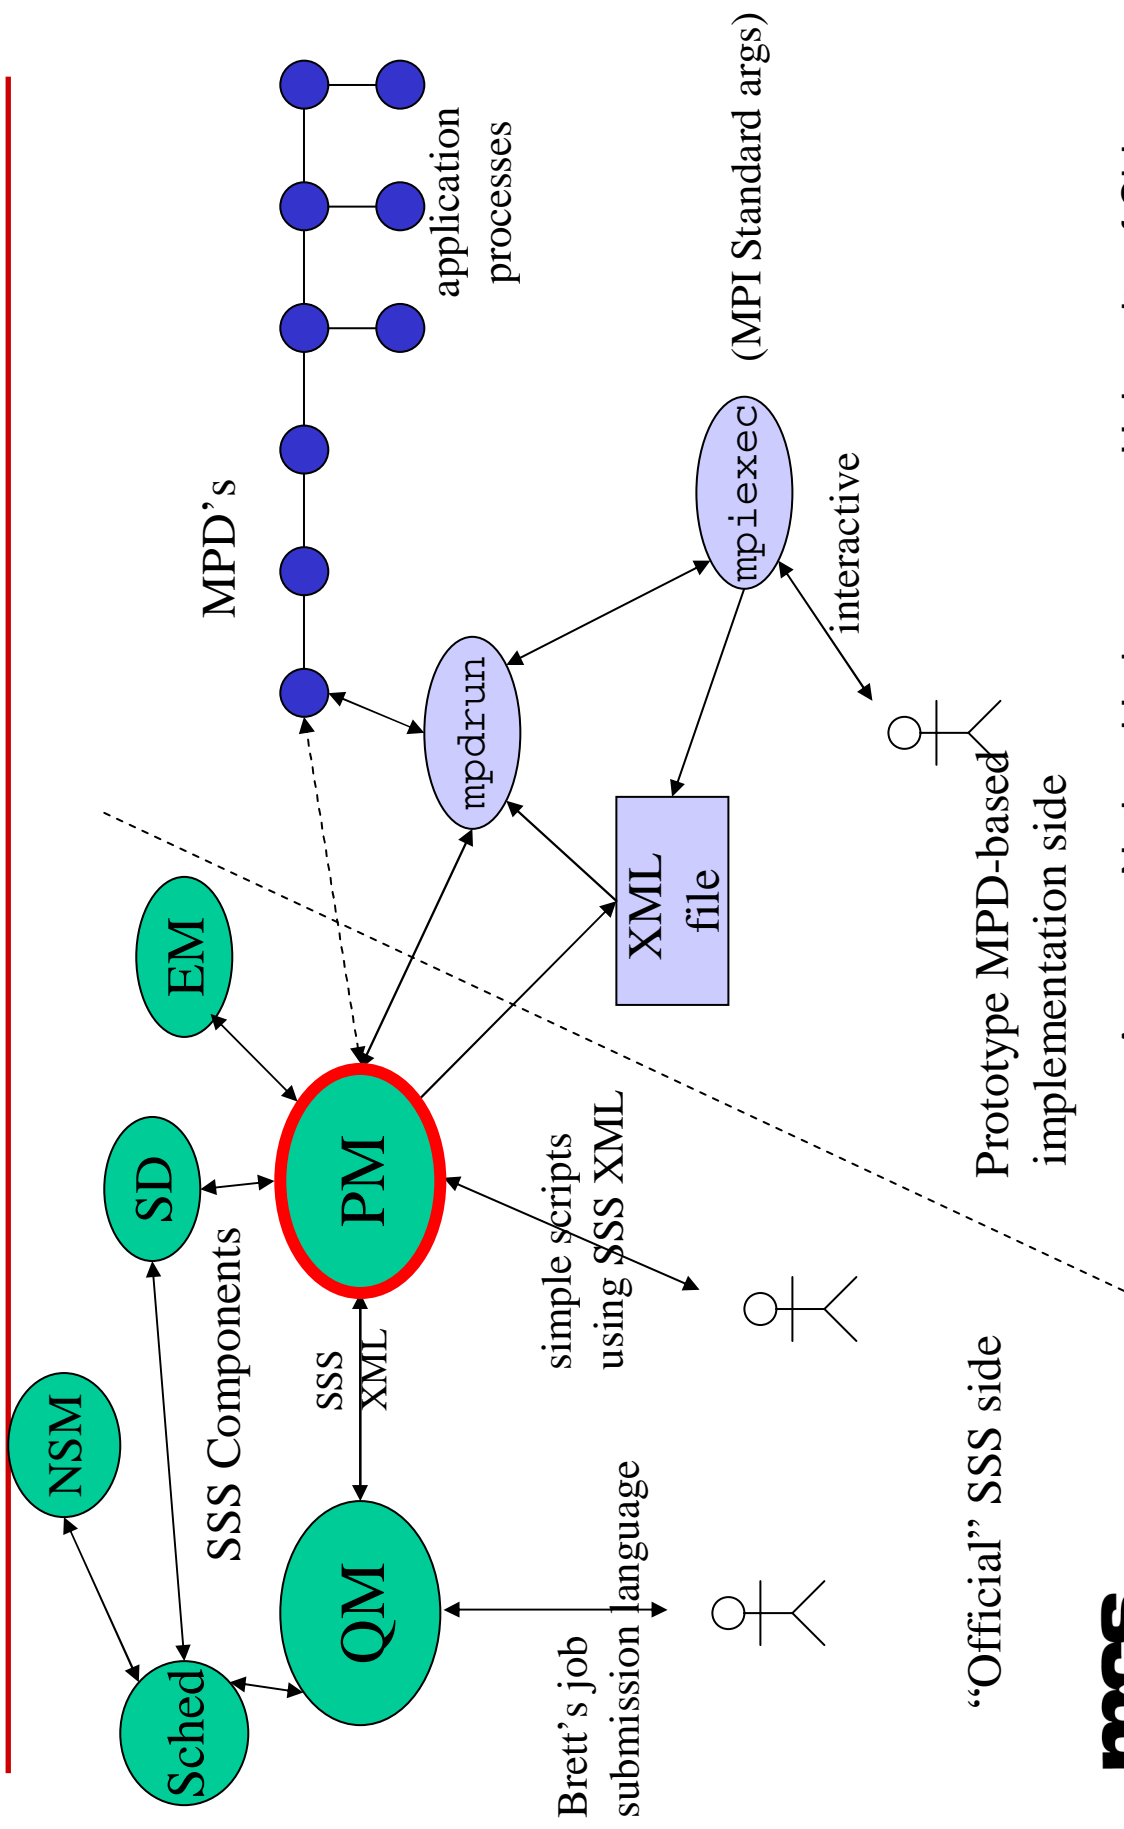 NSM
SD
EM
Sched
SSS Components
MPD's
QM
SSS
XML
PM
mpdrun
application
processes
Brett's job
submission language
simple scripts
using SSS XML
XML
file
mpiexec
(MPI Standard args)
interactive
"Official" SSS side
Prototype MPD-based
implementation side
mcs